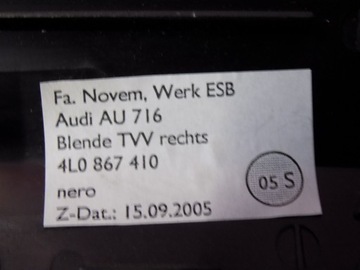 Fa. Novem, Werk ESB
Audi AU 716
Blende TVV rechts
4L0 867 410
nero
05 S
Z-Dat.: 15.09.2005